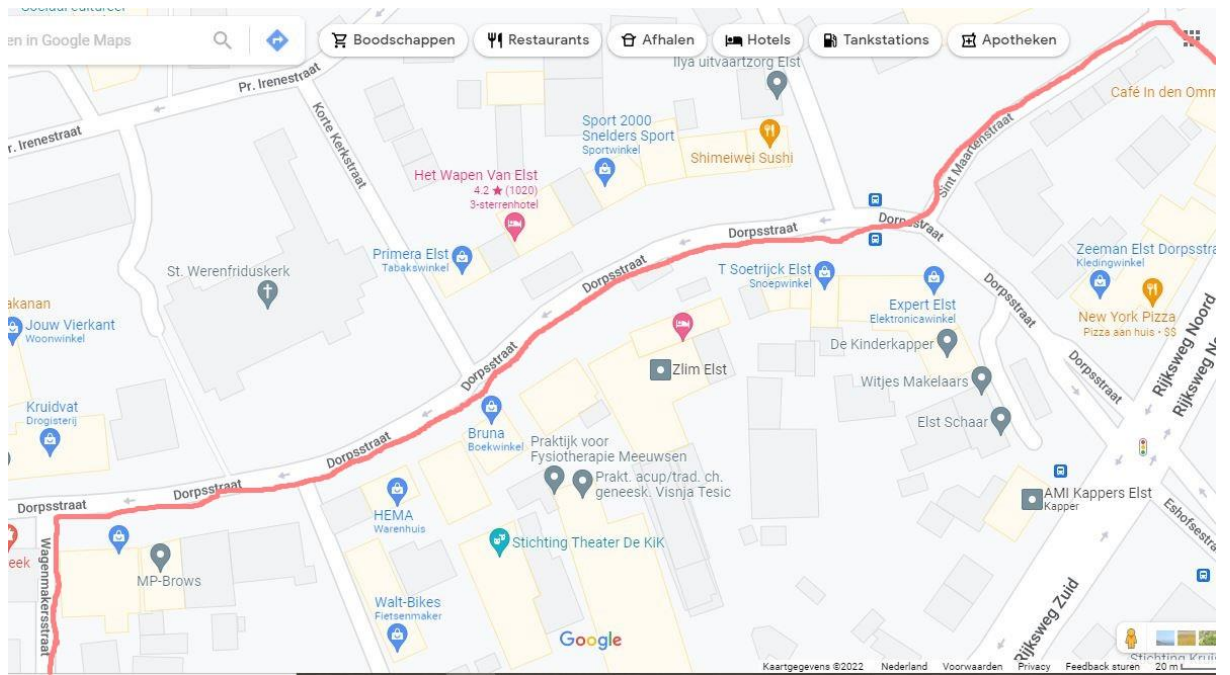 Sociaal cultureel
en in Google Maps
Boodschappen
Restaurants
Afhalen
Hotels
Tankstations
Apotheken
Pr. Irenestraat
r. Irenestraat
Korte Kerkstraat
Ilya uitvaartzorg Elst
Café In den Omm
Sport 2000
Snelders Sport
Sportwinkel
Shimeiwei Sushi
Sint Maartenstraat
Het Wapen Van Elst
4.2 ★ (1020)
3-sterrenhotel
Dorpsstraat
Dorpsstraat
Primera Elst
Tabakswinkel
Zeeman Elst Dorpsstra
Kledingwinkel
St. Werenfriduskerk
T Soetrijck Elst
Snoepwinkel
Dorpsstraat
Dorpsstraat
akanan
Jouw Vierkant
Woonwinkel
Expert Elst
Elektronicawinkel
New York Pizza
Pizza aan huis • $$
Rijksweg Noord
Rijksweg No
De Kinderkapper
Dorpsstraat
Dorpsstraat
Zlim Elst
Witjes Makelaars
Kruidvat
Drogisterij
Elst Schaar
Bruna
Boekwinkel
Praktijk voor
Fysiotherapie Meeuwsen
Dorpsstraat
Prakt. acup/trad. ch.
geneesk. Visnja Tesic
Dorpsstraat
Dorpsstraat
AMI Kappers Elst
Kapper
HEMA
Warenhuis
Eshofsestra
Stichting Theater De KiK
eek
Wagenmakersstraat
MP-Brows
Walt-Bikes
Fietsenmaker
Rijksweg Zuid
Google
Stichting Kruis
Kaartgegevens ©2022 Nederland Voorwaarden Privacy Feedback sturen 20 m